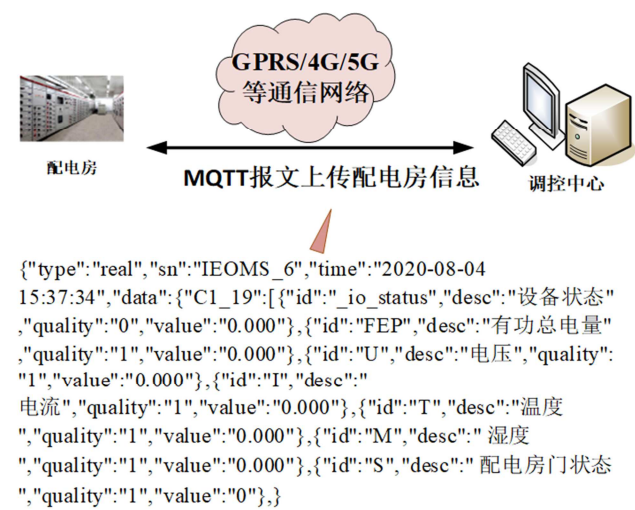 GPRS/4G/5G
等通信网络
配电房
MQTT报文上传配电房信息
调控中心
{"type":"real","sn":"IEOMS_6","time":"2020-08-04
15:37:34","data":{"C1_19":[{"id":"_io_status","desc":"设备状态"
,"quality":"0","value":"0.000"},{"id":"FEP","desc":"有功总电量"
,"quality":"1","value":"0.000"},{"id":"U","desc":"电压","quality":
"1","value":"0.000"},{"id":"I","desc":"
电流","quality":"1","value":"0.000"},{"id":"T","desc":"温度
","quality":"1","value":"0.000"},{"id":"M","desc":" 湿度
","quality":"1","value":"0.000"},{"id":"S","desc":" 配电房门状态
","quality":"1","value":"0"},}